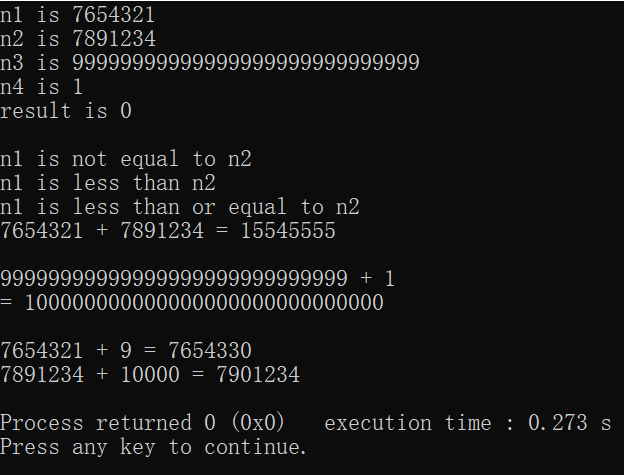 n1 is 7654321
n2 is 7891234
n3 is 99999999999999999999999999999
n4 is 1
result is 0
n1 is not equal to n2
n1 is less than n2
n1 is less than or equal to n2
7654321 + 7891234 = 15545555
99999999999999999999999999999 + 1
= 100000000000000000000000000000
7654321 + 9 = 7654330
7891234 + 10000 = 7901234
Process returned 0 (0x0)   execution time : 0.273 s
Press any key to continue.